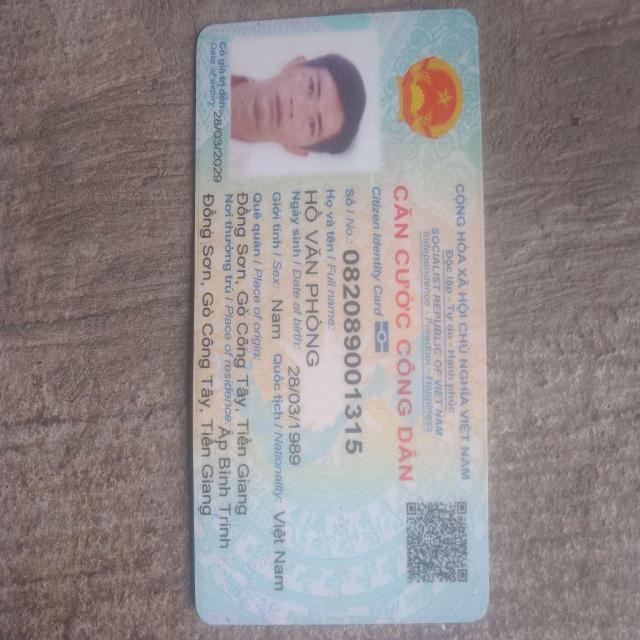 CỘNG HÒA XÃ HỘI CHỦ NGHĨA VIỆT NAM
Độc lập - Tự do - Hạnh phúc
SOCIALIST REPUBLIC OF VIET NAM
Independence - Freedom - Happiness
CĂN CƯỚC CÔNG DÂN
Citizen Identity Card
Số / No.: 082089001315
Họ và tên / Full name:
HỒ VĂN PHÒNG
Ngày sinh / Date of birth: 28/03/1989
Giới tính / Sex: Nam Quốc tịch / Nationality: Việt Nam
Quê quán / Place of origin:
Đồng Sơn, Gò Công Tây, Tiền Giang
Nơi thường trú / Place of residence: Ấp Bình Trinh
Đồng Sơn, Gò Công Tây, Tiền Giang
Có giá trị đến: 28/03/2029
Date of expiry